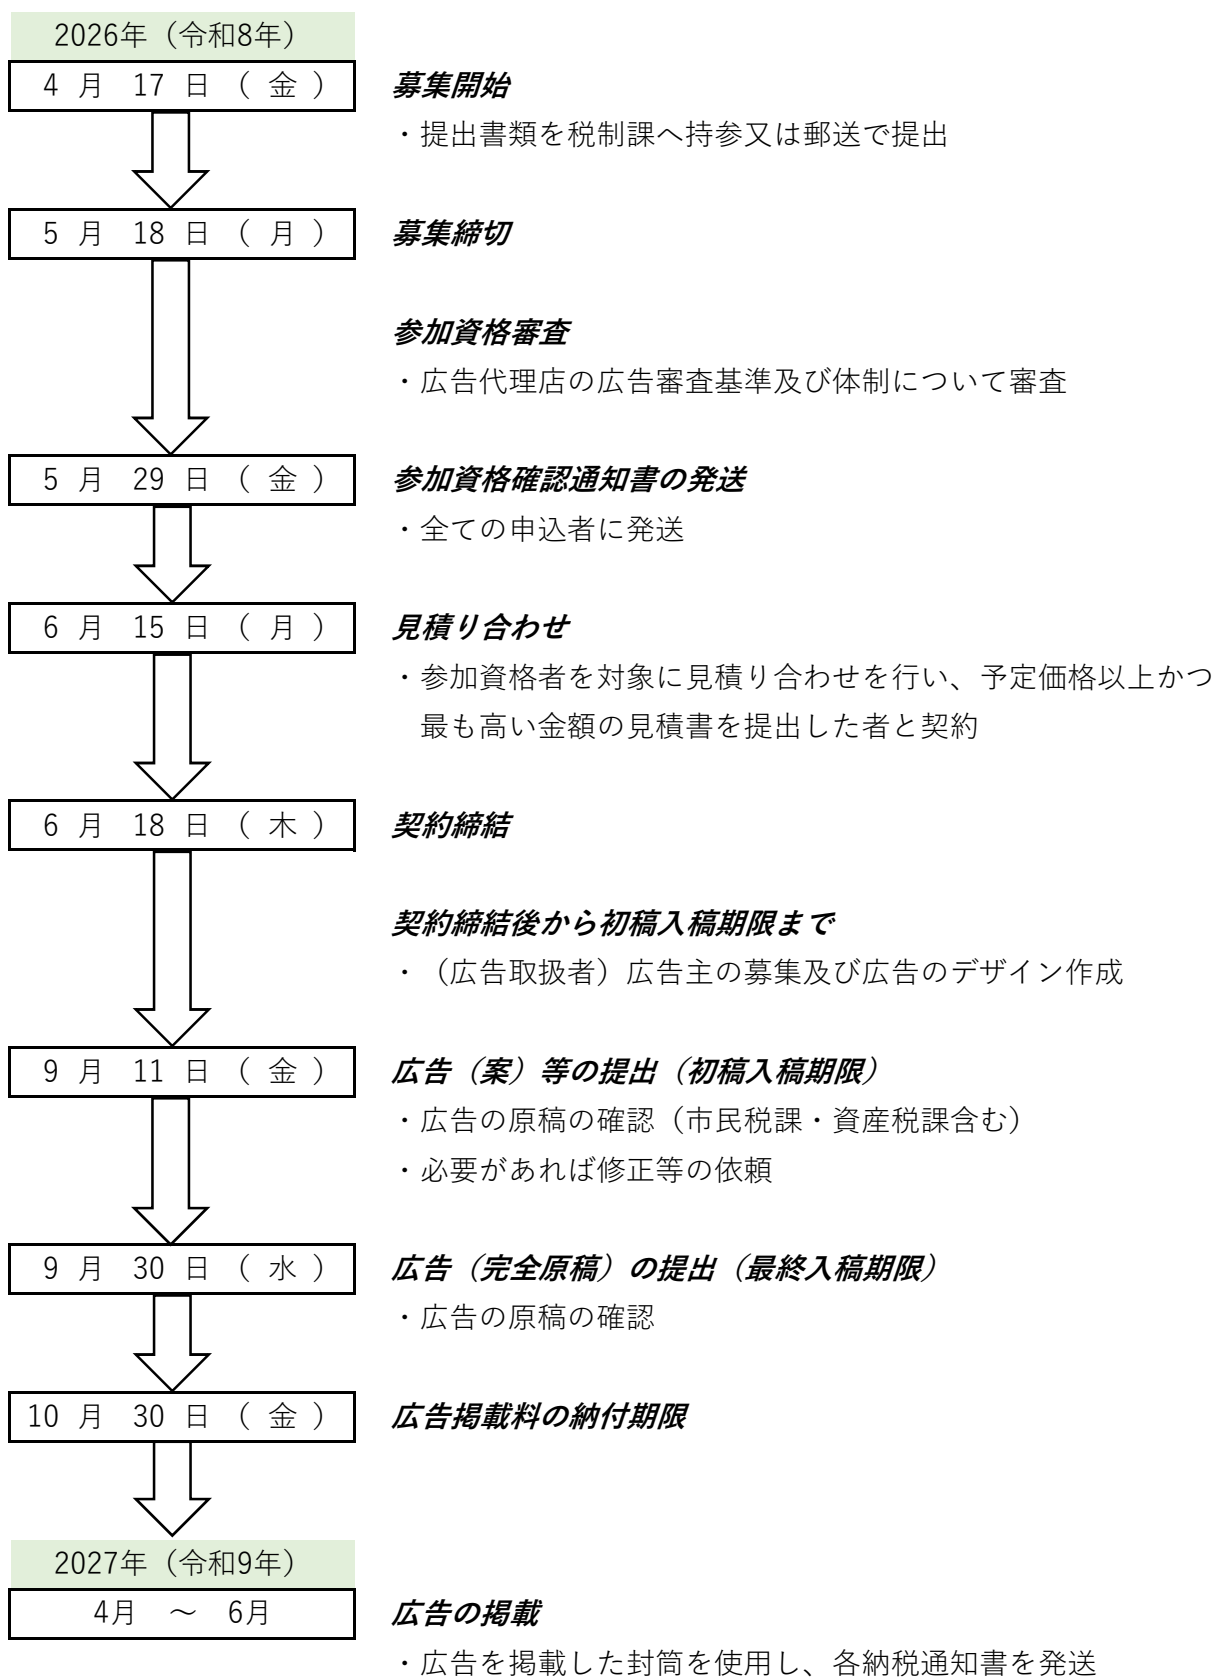 2026年（令和8年）
4 月 17 日 ( 金 ) 募集開始
・提出書類を税制課へ持参又は郵送で提出
5 月 18 日 ( 月 ) 募集締切
参加資格審査
・広告代理店の広告審査基準及び体制について審査
5 月 29 日 ( 金 ) 参加資格確認通知書の発送
・全ての申込者に発送
6 月 15 日 ( 月 ) 見積り合わせ
・参加資格者を対象に見積り合わせを行い、予定価格以上かつ
最も高い金額の見積書を提出した者と契約
6 月 18 日 ( 木 ) 契約締結
契約締結後から初稿入稿期限まで
・（広告取扱者）広告主の募集及び広告のデザイン作成
9 月 11 日 ( 金 ) 広告（案）等の提出（初稿入稿期限）
・広告の原稿の確認（市民税課・資産税課含む）
・必要があれば修正等の依頼
9 月 30 日 ( 水 ) 広告（完全原稿）の提出（最終入稿期限）
・広告の原稿の確認
10 月 30 日 ( 金 ) 広告掲載料の納付期限
2027年（令和9年）
4月 ～ 6月 広告の掲載
・広告を掲載した封筒を使用し、各納税通知書を発送